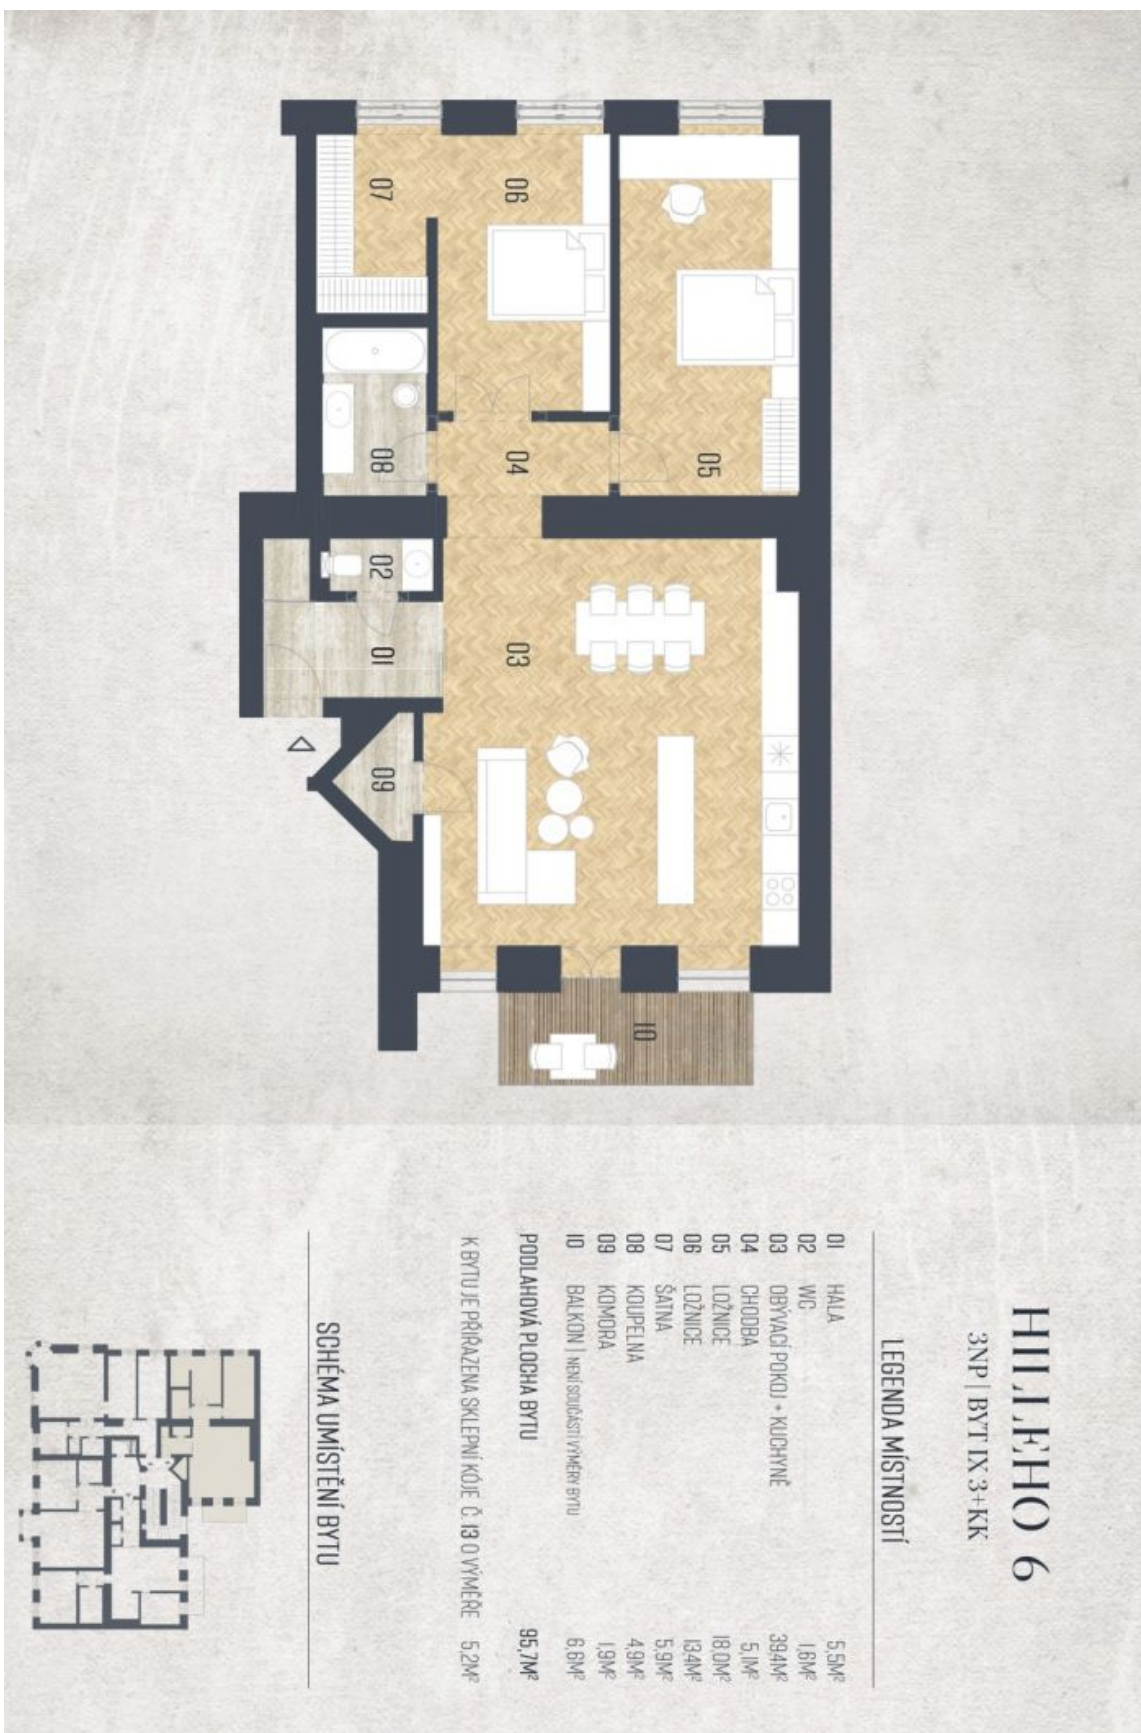 HILLEHO 6
3NP | BYT IX 3+KK
LEGENDA MÍSTNOSTÍ
01 HALA 5,5M²
02 WC 1,6M²
03 OBÝVACÍ POKOJ + KUCHYNĚ 39,4M²
04 CHODBA 5,1M²
05 LOŽNICE 18,0M²
06 LOŽNICE 13,4M²
07 ŠATNA 5,9M²
08 KOUPELNA 4,9M²
09 KOMORA 1,9M²
10 BALKON | NENÍ SOUČÁSTÍ VÝMĚRY BYTU 6,6M²
PODLAHOVÁ PLOCHA BYTU 95,7M²
K BYTU JE PŘIŘAZENA SKLEPNÍ KÓJE Č. 13 O VÝMĚŘE 5,2M²
SCHÉMA UMÍSTĚNÍ BYTU
05
06
07
04
08
03
02
01
09
10